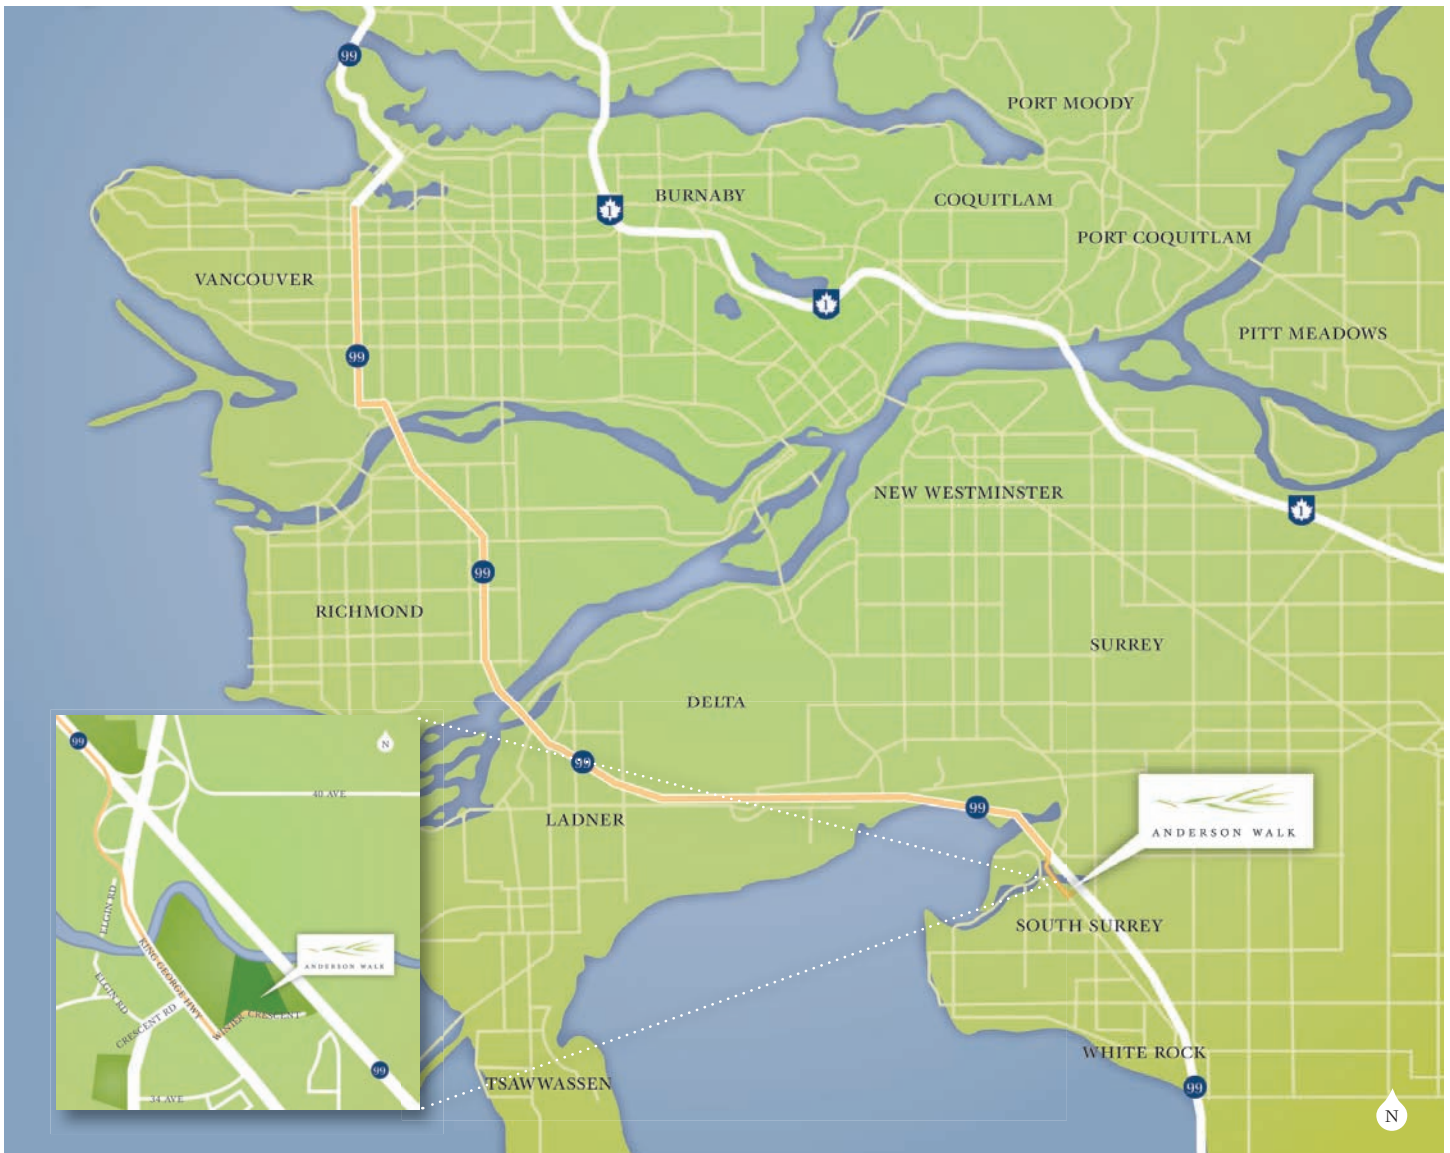 99
PORT MOODY
BURNABY
1
COQUITLAM
PORT COQUITLAM
VANCOUVER
1
PITT MEADOWS
99
NEW WESTMINSTER
1
99
RICHMOND
SURREY
DELTA
99
N
99
40 AVE
LADNER
99
ANDERSON WALK
ELGIN RD
KING GEORGE HWY
ANDERSON WALK
SOUTH SURREY
ELGIN RD
CRESCENT RD
WINTER CRESCENT
99
34 AVE
WHITE ROCK
TSAWWASSEN
99
N